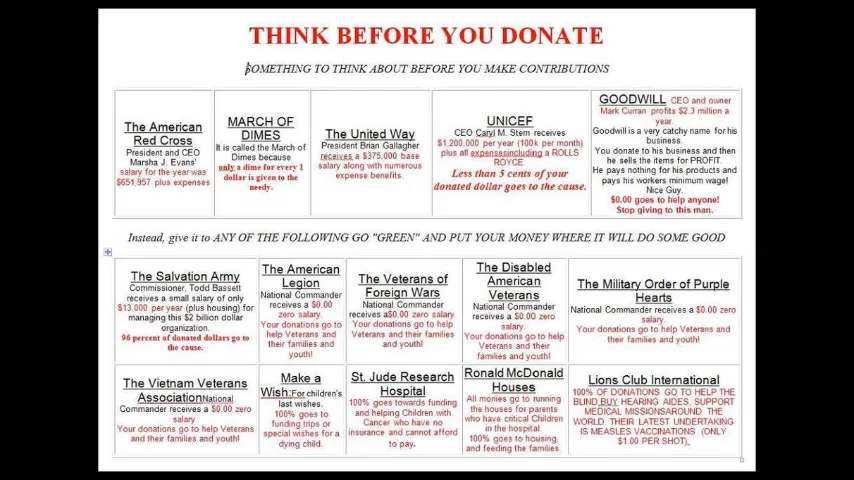 THINK BEFORE YOU DONATE
SOMETHING TO THINK ABOUT BEFORE YOU MAKE CONTRIBUTIONS
The American
Red Cross
President and CEO
Marsha J. Evans'
salary for the year was
$651,957 plus expenses
MARCH OF
DIMES
It is called the March of
Dimes because
only a dime for every 1
dollar is given to the
needy.
The United Way
President Brian Gallagher
receives a $375,000 base
salary along with numerous
expense benefits.
UNICEF
CEO Caryl M. Stern receives
$1,200,000 per year (100k per month)
plus all expensesincluding a ROLLS
ROYCE
Less than 5 cents of your
donated dollar goes to the cause.
GOODWILL CEO and owner
Mark Curran profits $2.3 million a
year.
Goodwill is a very catchy name for his
business.
You donate to his business and then
he sells the items for PROFIT.
He pays nothing for his products and
pays his workers minimum wage!
Nice Guy.
$0.00 goes to help anyone!
Stop giving to this man.
Instead, give it to ANY OF THE FOLLOWING GO "GREEN" AND PUT YOUR MONEY WHERE IT WILL DO SOME GOOD
The Salvation Army
Commissioner, Todd Bassett
receives a small salary of only
$13,000 per year (plus housing) for
managing this $2 billion dollar
organization.
96 percent of donated dollars go to
the cause.
The American
Legion
National Commander
receives a $0.00
zero salary.
Your donations go to
help Veterans and
their families and
youth!
The Veterans of
Foreign Wars
National Commander
receives a$0.00 zero
salary.
Your donations go to help
Veterans and their families
and youth!
The Disabled
American
Veterans
National Commander
receives a $0.00 zero
salary.
Your donations go to help
Veterans and their
families and youth!
The Military Order of Purple
Hearts
National Commander receives a $0.00 zero
salary.
Your donations go to help Veterans and
their families and youth!
The Vietnam Veterans
AssociationNational
Commander receives a $0.00 zero
salary
Your donations go to help Veterans
and their families and youth!
Make a
Wish:For children's
last wishes.
100% goes to
funding trips or
special wishes for a
dying child.
St. Jude Research
Hospital
100% goes towards funding
and helping Children with
Cancer who have no
insurance and cannot afford
to pay.
Ronald McDonald
Houses
All monies go to running
the houses for parents
who have critical Children
in the hospital.
100% goes to housing,
and feeding the families
Lions Club International
100% OF DONATIONS GO TO HELP THE
BLIND,BUY HEARING AIDES, SUPPORT
MEDICAL MISSIONSAROUND THE
WORLD. THEIR LATEST UNDERTAKING
IS MEASLES VACCINATIONS (ONLY
$1.00 PER SHOT).